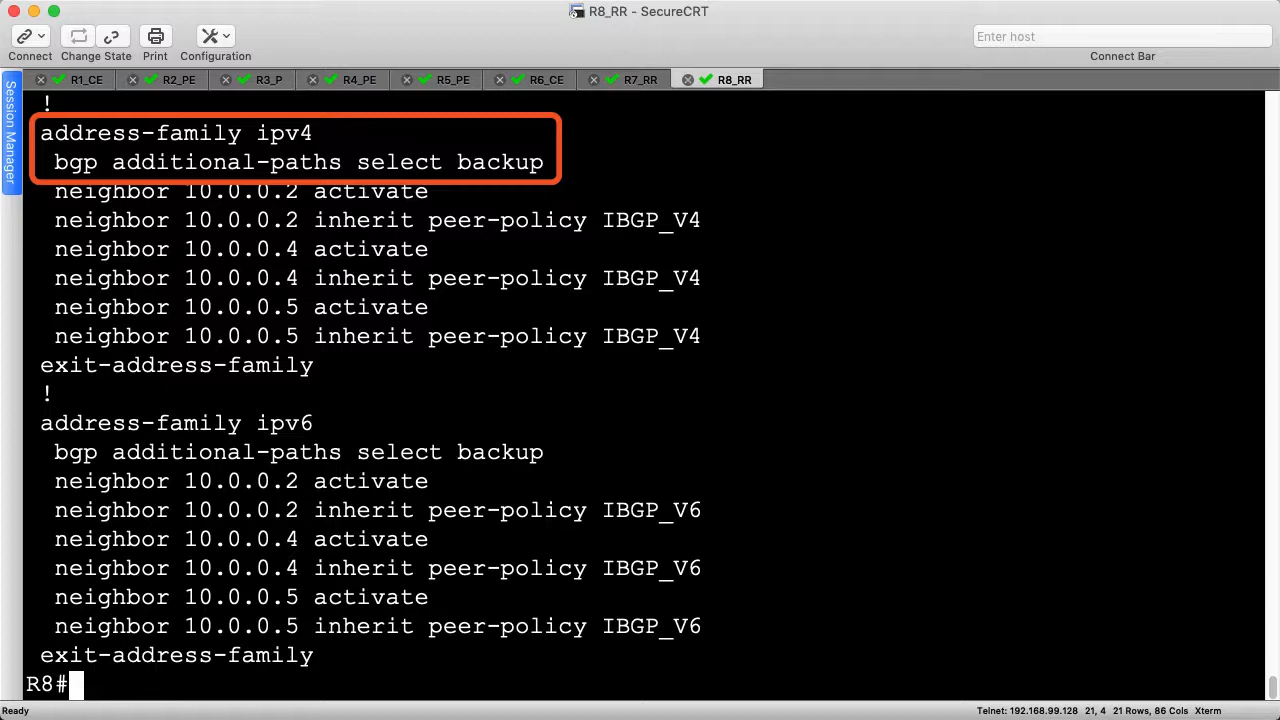 R8_RR - SecureCRT
Enter host
Connect Change State Print Configuration Connect Bar
R1_CE R2_PE R3_P R4_PE R5_PE R6_CE R7_RR R8_RR
Session Manager
!
address-family ipv4
bgp additional-paths select backup
neighbor 10.0.0.2 activate
neighbor 10.0.0.2 inherit peer-policy IBGP_V4
neighbor 10.0.0.4 activate
neighbor 10.0.0.4 inherit peer-policy IBGP_V4
neighbor 10.0.0.5 activate
neighbor 10.0.0.5 inherit peer-policy IBGP_V4
exit-address-family
!
address-family ipv6
bgp additional-paths select backup
neighbor 10.0.0.2 activate
neighbor 10.0.0.2 inherit peer-policy IBGP_V6
neighbor 10.0.0.4 activate
neighbor 10.0.0.4 inherit peer-policy IBGP_V6
neighbor 10.0.0.5 activate
neighbor 10.0.0.5 inherit peer-policy IBGP_V6
exit-address-family
R8#
Ready Telnet: 192.168.99.128 21, 4 21 Rows, 86 Cols Xterm